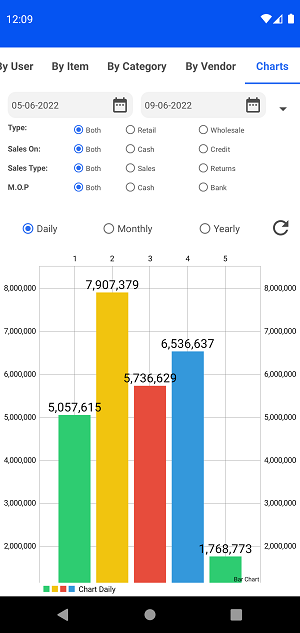 12:09
By User By Item By Category By Vendor Charts
05-06-2022 09-06-2022
Type: Both Retail Wholesale
Sales On: Both Cash Credit
Sales Type: Both Sales Returns
M.O.P Both Cash Bank
Daily Monthly Yearly
1 2 3 4 5
7,907,379
8,000,000 8,000,000
7,000,000 7,000,000
6,536,637
6,000,000 6,000,000
5,736,629
5,057,615
5,000,000 5,000,000
4,000,000 4,000,000
3,000,000 3,000,000
2,000,000 1,768,773 2,000,000
Bar Chart
Chart Daily